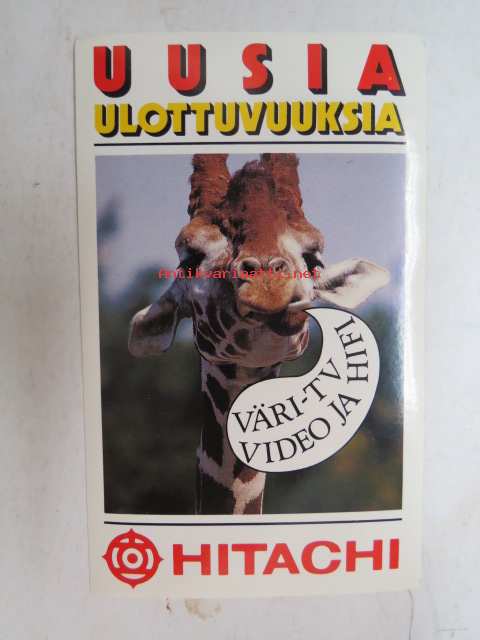 UUSIA
ULOTTUVUUKSIA
Antikvariaatti.net
VÄRI-TV
VIDEO JA HIFI
HITACHI